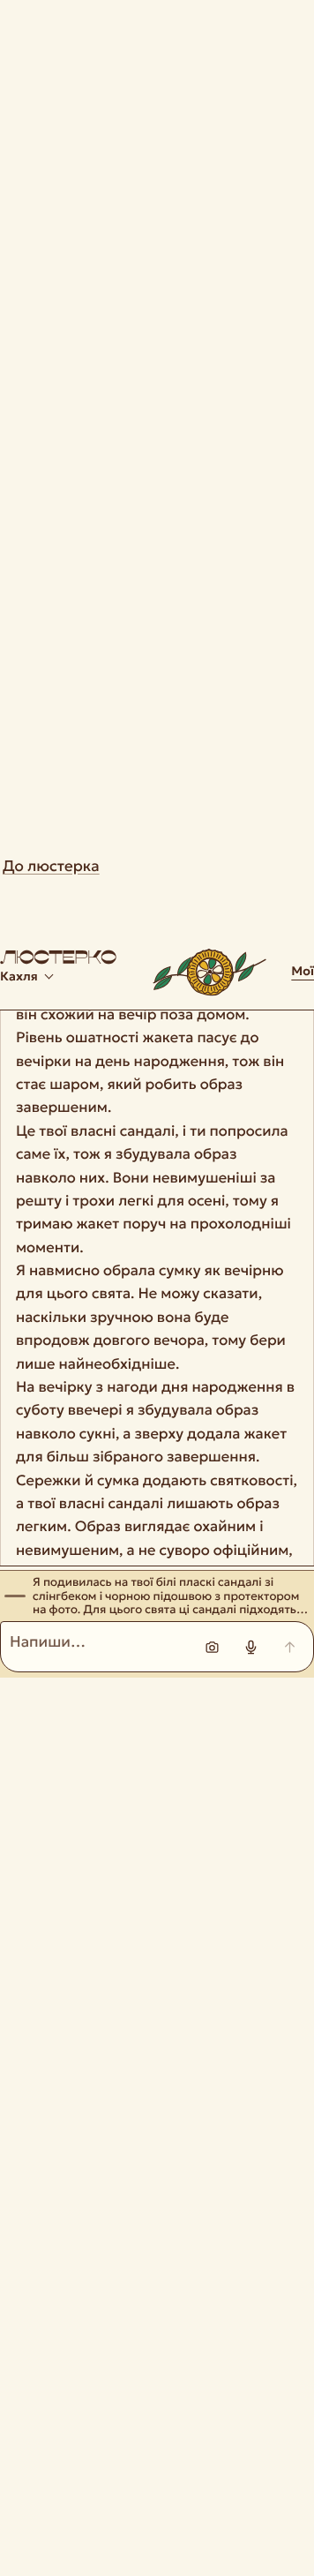 До люстерка
ЛЮСТЕРКО
Кахля
Мої
він схожий на вечір поза домом.
Рівень ошатності жакета пасує до
вечірки на день народження, тож він
стає шаром, який робить образ
завершеним.
Це твої власні сандалі, і ти попросила
саме їх, тож я збудувала образ
навколо них. Вони невимушеніші за
решту і трохи легкі для осені, тому я
тримаю жакет поруч на прохолодніші
моменти.
Я навмисно обрала сумку як вечірню
для цього свята. Не можу сказати,
наскільки зручною вона буде
впродовж довгого вечора, тому бери
лише найнеобхідніше.
На вечірку з нагоди дня народження в
суботу ввечері я збудувала образ
навколо сукні, а зверху додала жакет
для більш зібраного завершення.
Сережки й сумка додають святковості,
а твої власні сандалі лишають образ
легким. Образ виглядає охайним і
невимушеним, а не суворо офіційним,
Я подивилась на твої білі пласкі сандалі зі
слінгбеком і чорною підошвою з протектором
на фото. Для цього свята ці сандалі підходять...
Напиши...